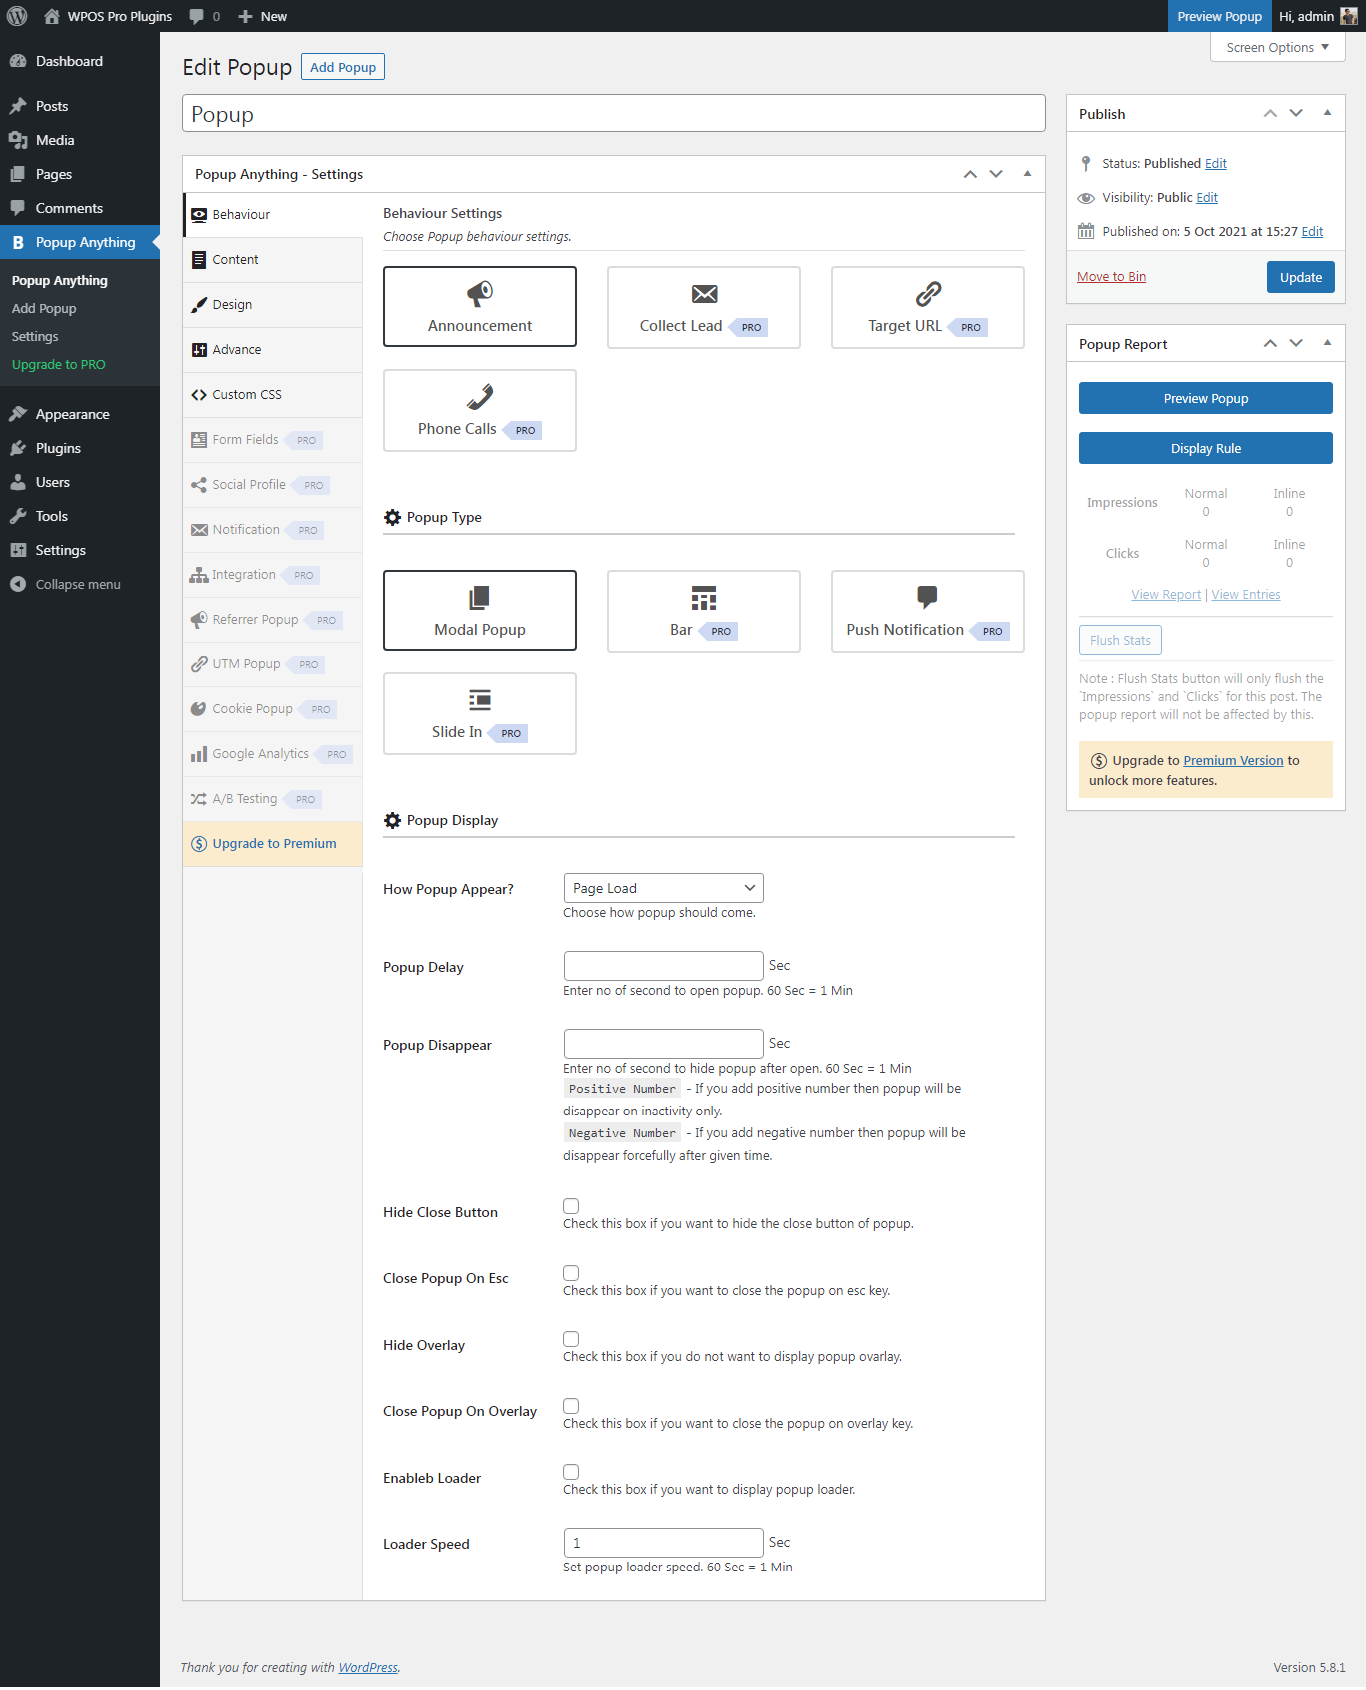 WPOS Pro Plugins 0 New Preview Popup Hi, admin
Screen Options
Dashboard
Posts
Media
Pages
Comments
Popup Anything
Popup Anything
Add Popup
Settings
Upgrade to PRO
Appearance
Plugins
Users
Tools
Settings
Collapse menu
Edit Popup Add Popup
Popup
Popup Anything - Settings
Behaviour
Content
Design
Advance
Custom CSS
Form Fields PRO
Social Profile PRO
Notification PRO
Integration PRO
Referrer Popup PRO
UTM Popup PRO
Cookie Popup PRO
Google Analytics PRO
A/B Testing PRO
Upgrade to Premium
Behaviour Settings
Choose Popup behaviour settings.
Announcement
Collect Lead PRO
Target URL PRO
Phone Calls PRO
Popup Type
Modal Popup
Bar PRO
Push Notification PRO
Slide In PRO
Popup Display
How Popup Appear? Page Load
Choose how popup should come.
Popup Delay Sec
Enter no of second to open popup. 60 Sec = 1 Min
Popup Disappear Sec
Enter no of second to hide popup after open. 60 Sec = 1 Min
Positive Number - If you add positive number then popup will be
disappear on inactivity only.
Negative Number - If you add negative number then popup will be
disappear forcefully after given time.
Hide Close Button
Check this box if you want to hide the close button of popup.
Close Popup On Esc
Check this box if you want to close the popup on esc key.
Hide Overlay
Check this box if you do not want to display popup ovarlay.
Close Popup On Overlay
Check this box if you want to close the popup on overlay key.
Enableb Loader
Check this box if you want to display popup loader.
Loader Speed 1 Sec
Set popup loader speed. 60 Sec = 1 Min
Publish
Status: Published Edit
Visibility: Public Edit
Published on: 5 Oct 2021 at 15:27 Edit
Move to Bin Update
Popup Report
Preview Popup
Display Rule
Impressions Normal Inline
0 0
Clicks Normal Inline
0 0
View Report | View Entries
Flush Stats
Note : Flush Stats button will only flush the
`Impressions` and `Clicks` for this post. The
popup report will not be affected by this.
Upgrade to Premium Version to
unlock more features.
Thank you for creating with WordPress.
Version 5.8.1